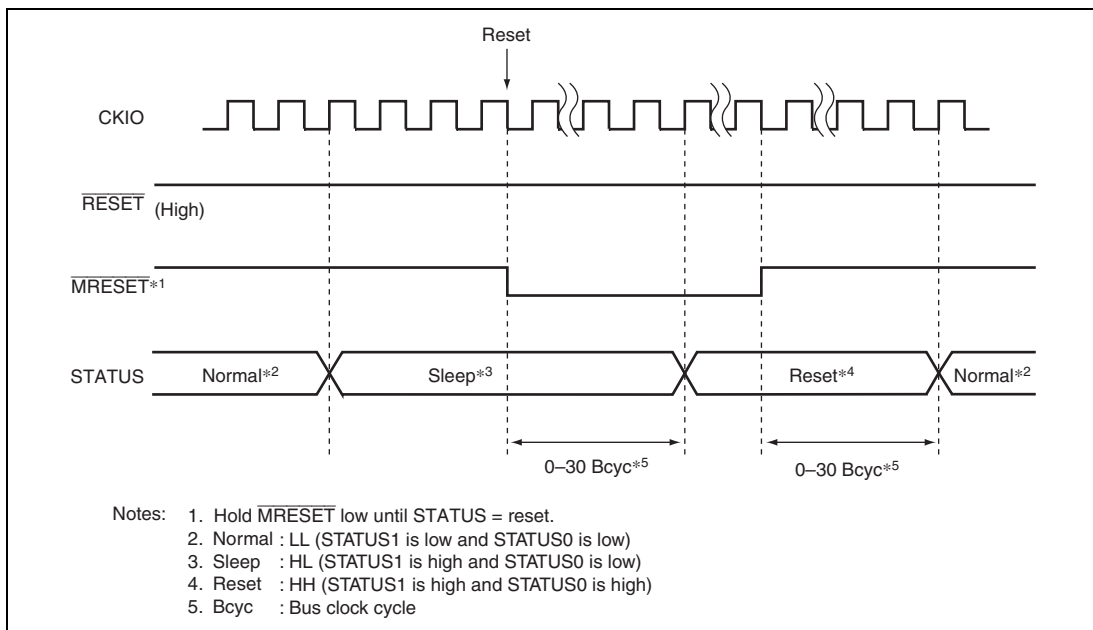 Reset
CKIO
RESET (High)
MRESET*1
STATUS Normal*2 Sleep*3 Reset*4 Normal*2
0–30 Bcyc*5 0–30 Bcyc*5
Notes: 1. Hold MRESET low until STATUS = reset.
2. Normal : LL (STATUS1 is low and STATUS0 is low)
3. Sleep : HL (STATUS1 is high and STATUS0 is low)
4. Reset : HH (STATUS1 is high and STATUS0 is high)
5. Bcyc : Bus clock cycle